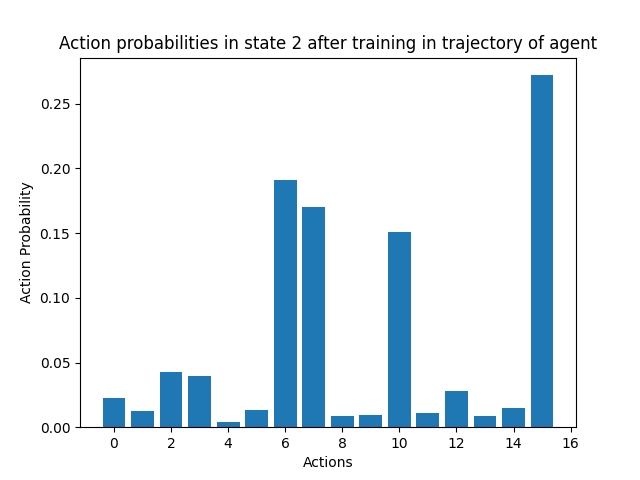 Action probabilities in state 2 after training in trajectory of agent
Action Probability
0.25
0.20
0.15
0.10
0.05
0.00
0 2 4 6 8 10 12 14 16
Actions